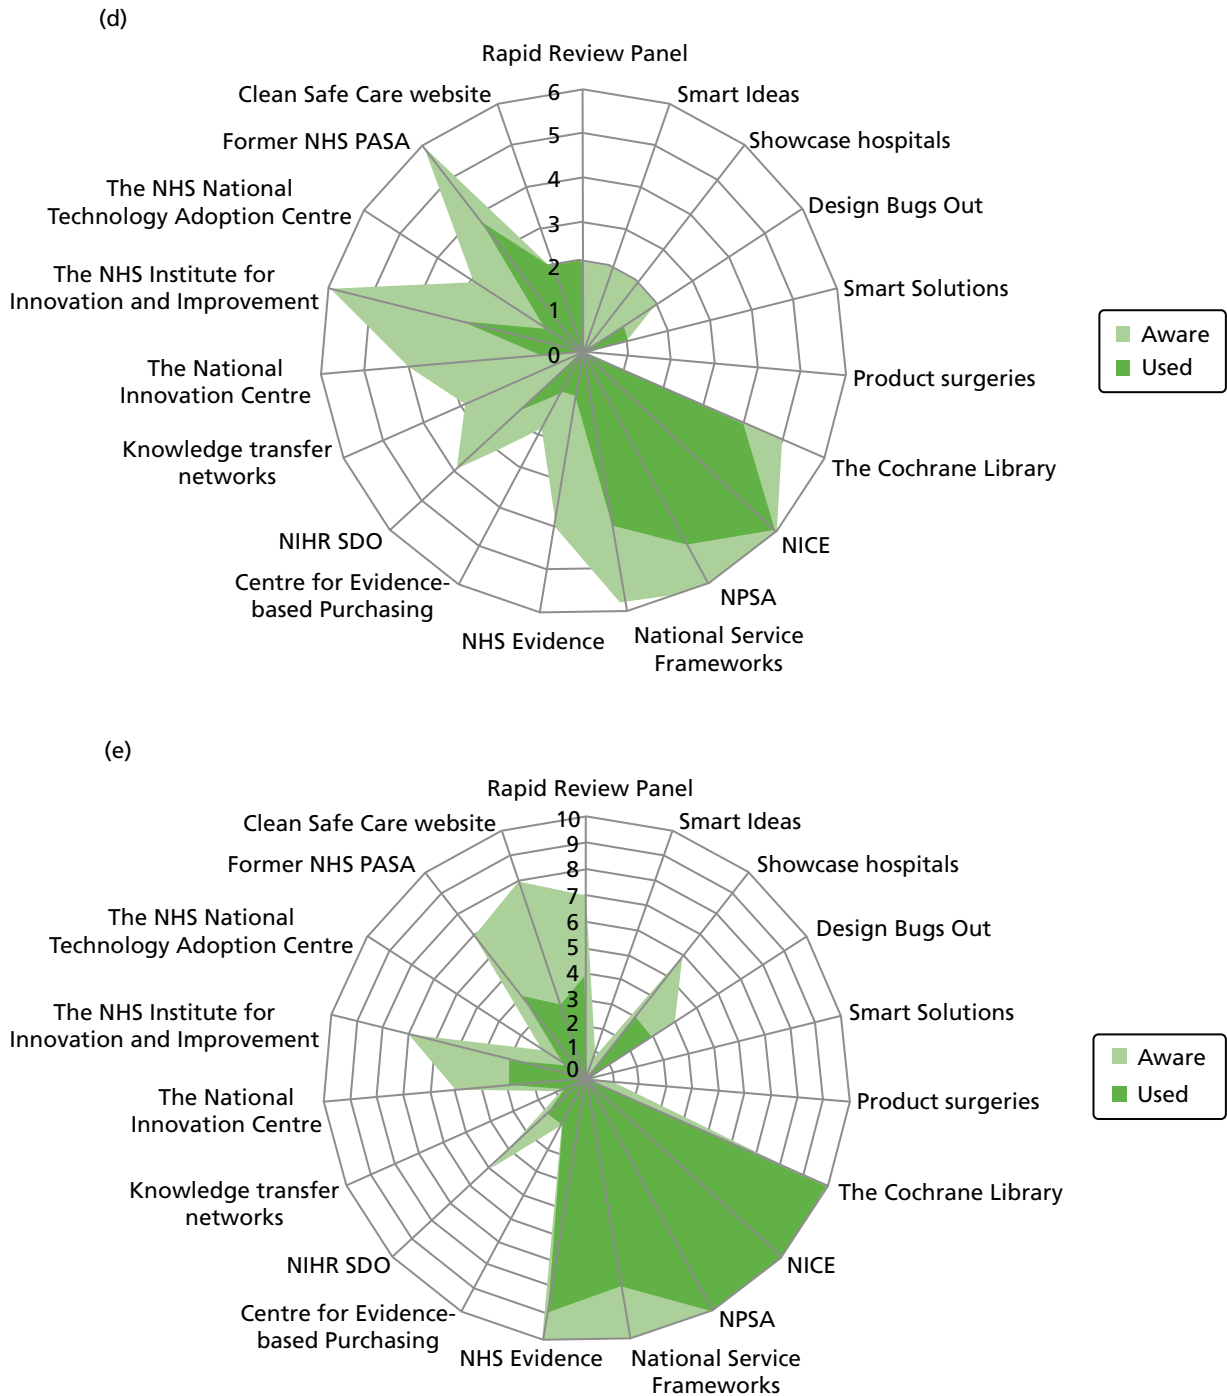 (d)
Rapid Review Panel
Clean Safe Care website
Smart Ideas
Former NHS PASA
Showcase hospitals
The NHS National
Technology Adoption Centre
Design Bugs Out
The NHS Institute for
Innovation and Improvement
Smart Solutions
The National
Innovation Centre
Product surgeries
Knowledge transfer
networks
The Cochrane Library
NIHR SDO
NICE
Centre for Evidence-
based Purchasing
NPSA
NHS Evidence
National Service
Frameworks
6
5
4
3
2
1
0
Aware
Used
(e)
Rapid Review Panel
Clean Safe Care website
Smart Ideas
Former NHS PASA
Showcase hospitals
The NHS National
Technology Adoption Centre
Design Bugs Out
The NHS Institute for
Innovation and Improvement
Smart Solutions
The National
Innovation Centre
Product surgeries
Knowledge transfer
networks
The Cochrane Library
NIHR SDO
NICE
Centre for Evidence-
based Purchasing
NPSA
NHS Evidence
National Service
Frameworks
10
9
8
7
6
5
4
3
2
1
0
Aware
Used